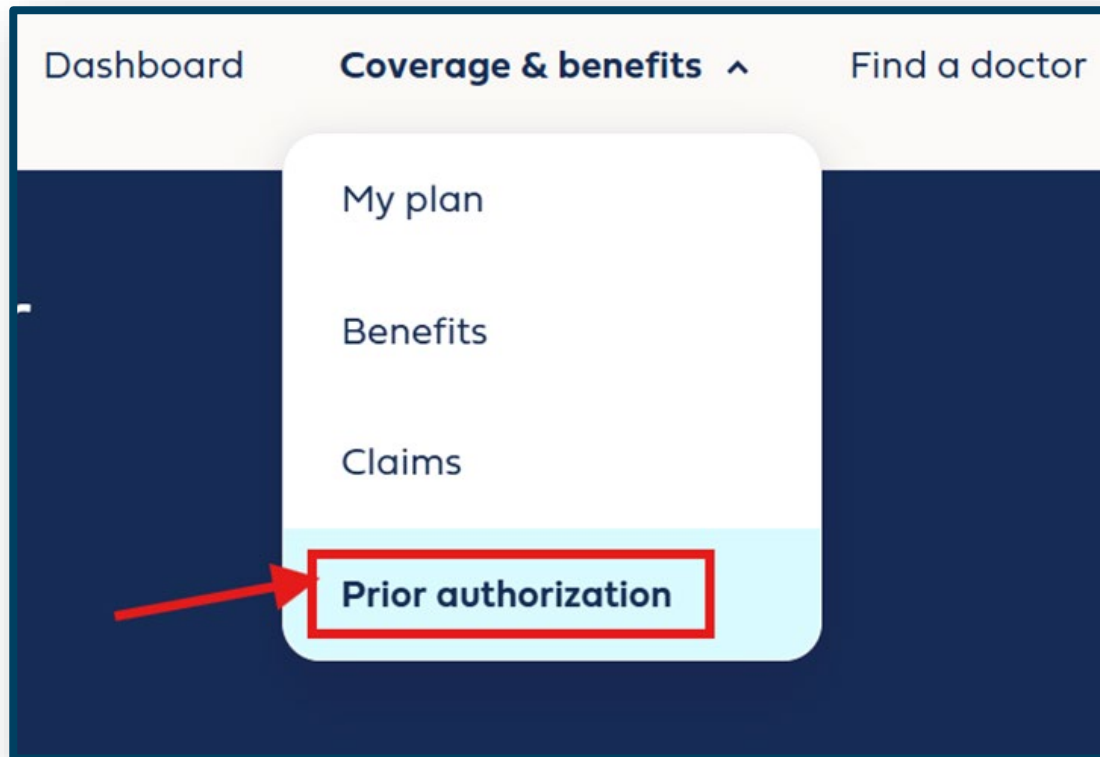 Dashboard Coverage & benefits Find a doctor
My plan
Benefits
Claims
Prior authorization